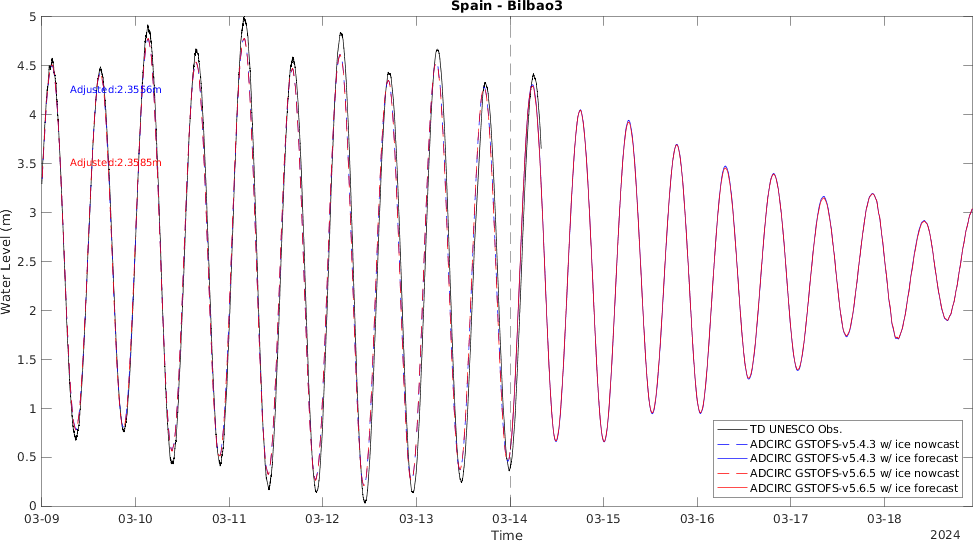 Spain - Bilbao3
5
4.5
4
3.5
3
2.5
2
1.5
1
0.5
0
Water Level (m)
Adjusted:2.3556m
Adjusted:2.3585m
TD UNESCO Obs.
ADCIRC GSTOFS-v5.4.3 w/ ice nowcast
ADCIRC GSTOFS-v5.4.3 w/ ice forecast
ADCIRC GSTOFS-v5.6.5 w/ ice nowcast
ADCIRC GSTOFS-v5.6.5 w/ ice forecast
03-09 03-10 03-11 03-12 03-13 03-14 03-15 03-16 03-17 03-18
Time
2024